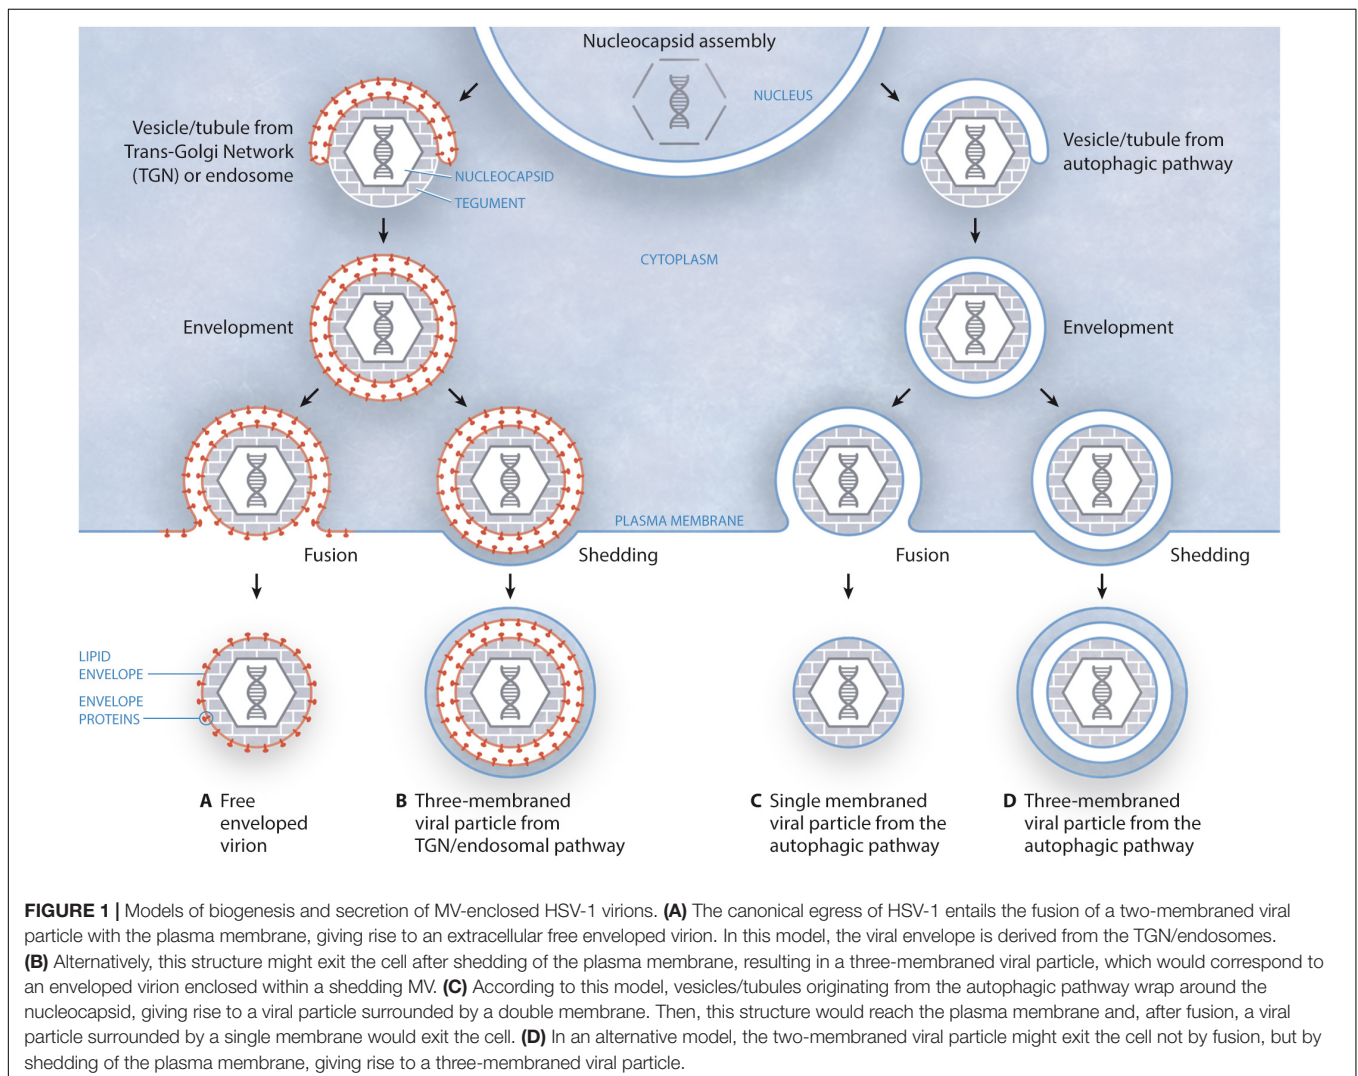 Nucleocapsid assembly
NUCLEUS
Vesicle/tubule from
Trans-Golgi Network
(TGN) or endosome
NUCLEOCAPSID
TEGUMENT
Vesicle/tubule from
autophagic pathway
CYTOPLASM
Envelopment
Envelopment
PLASMA MEMBRANE
Fusion
Shedding
Fusion
Shedding
LIPID
ENVELOPE
ENVELOPE
PROTEINS
A Free
enveloped
virion
B Three-membraned
viral particle from
TGN/endosomal pathway
C Single membraned
viral particle from the
autophagic pathway
D Three-membraned
viral particle from the
autophagic pathway
FIGURE 1 | Models of biogenesis and secretion of MV-enclosed HSV-1 virions. (A) The canonical egress of HSV-1 entails the fusion of a two-membraned viral
particle with the plasma membrane, giving rise to an extracellular free enveloped virion. In this model, the viral envelope is derived from the TGN/endosomes.
(B) Alternatively, this structure might exit the cell after shedding of the plasma membrane, resulting in a three-membraned viral particle, which would correspond to
an enveloped virion enclosed within a shedding MV. (C) According to this model, vesicles/tubules originating from the autophagic pathway wrap around the
nucleocapsid, giving rise to a viral particle surrounded by a double membrane. Then, this structure would reach the plasma membrane and, after fusion, a viral
particle surrounded by a single membrane would exit the cell. (D) In an alternative model, the two-membraned viral particle might exit the cell not by fusion, but by
shedding of the plasma membrane, giving rise to a three-membraned viral particle.